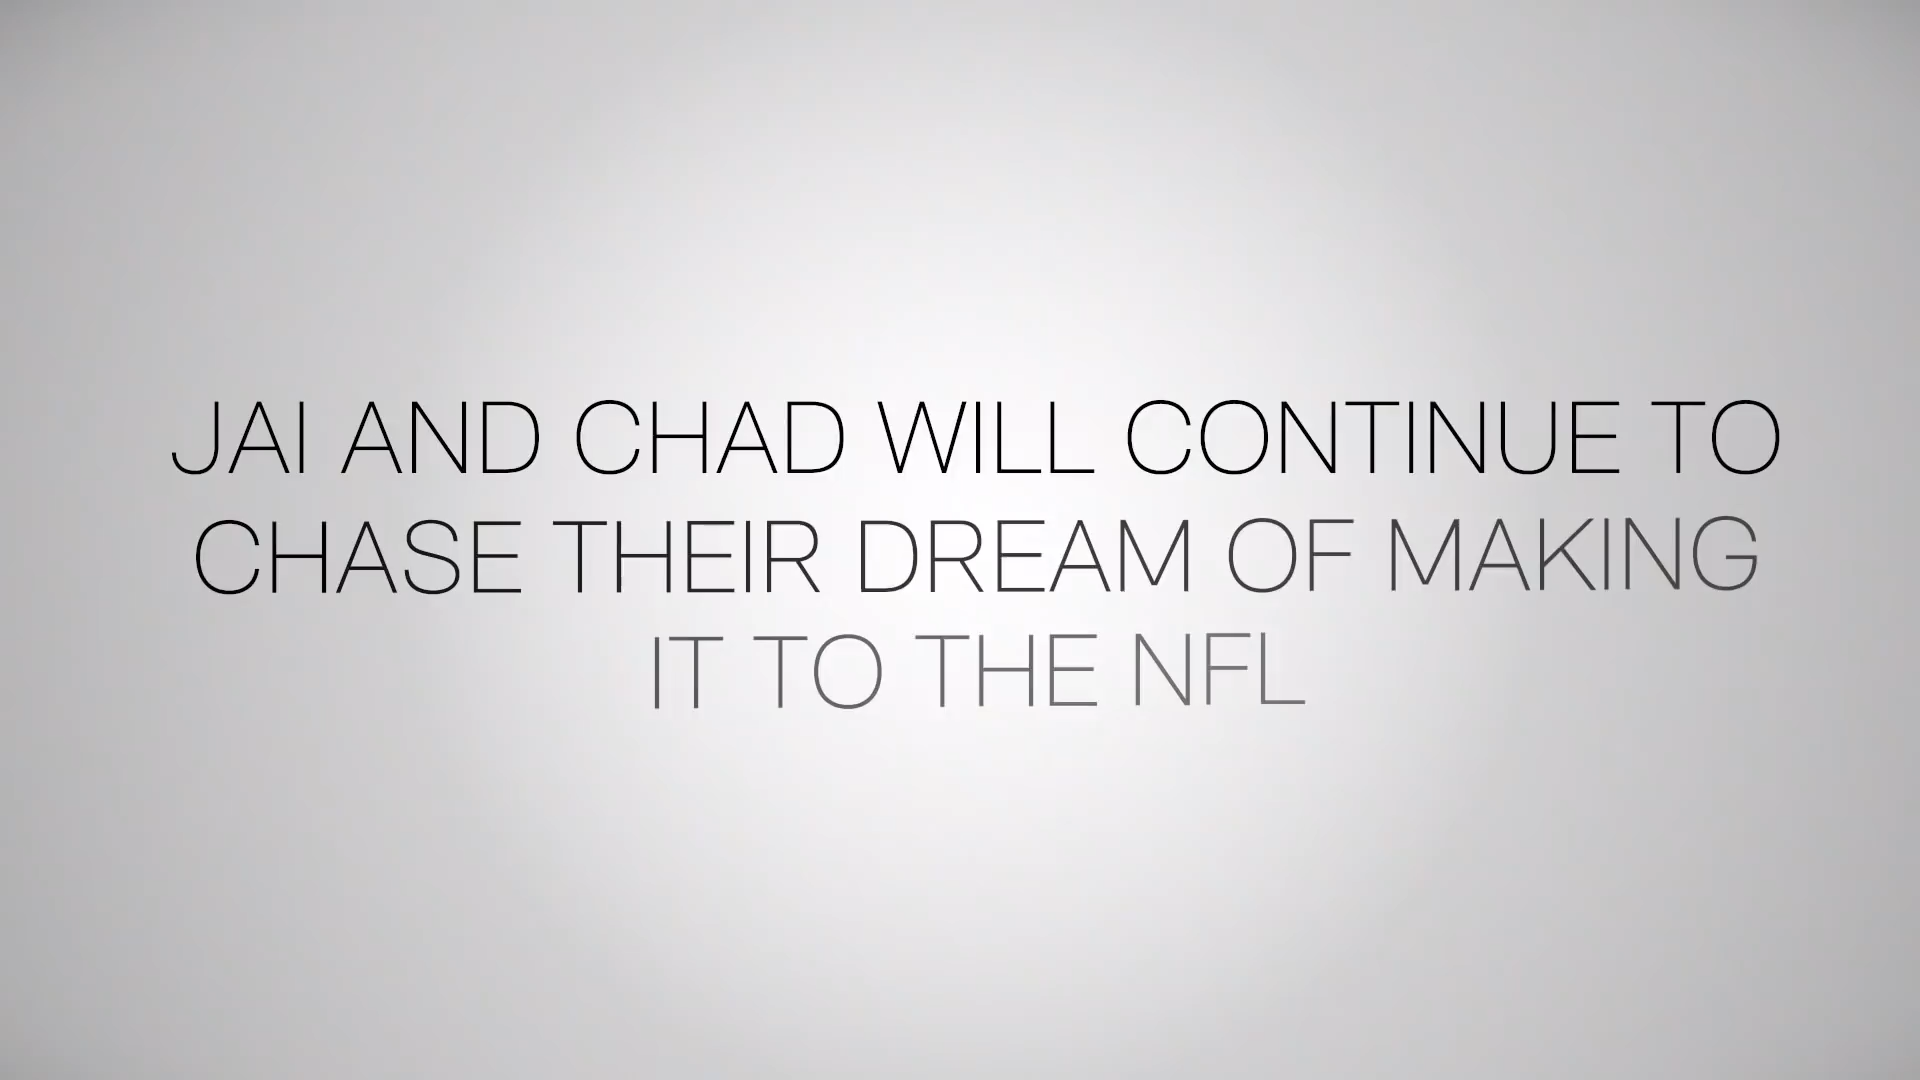 JAI AND CHAD WILL CONTINUE TO
CHASE THEIR DREAM OF MAKING
IT TO THE NFL